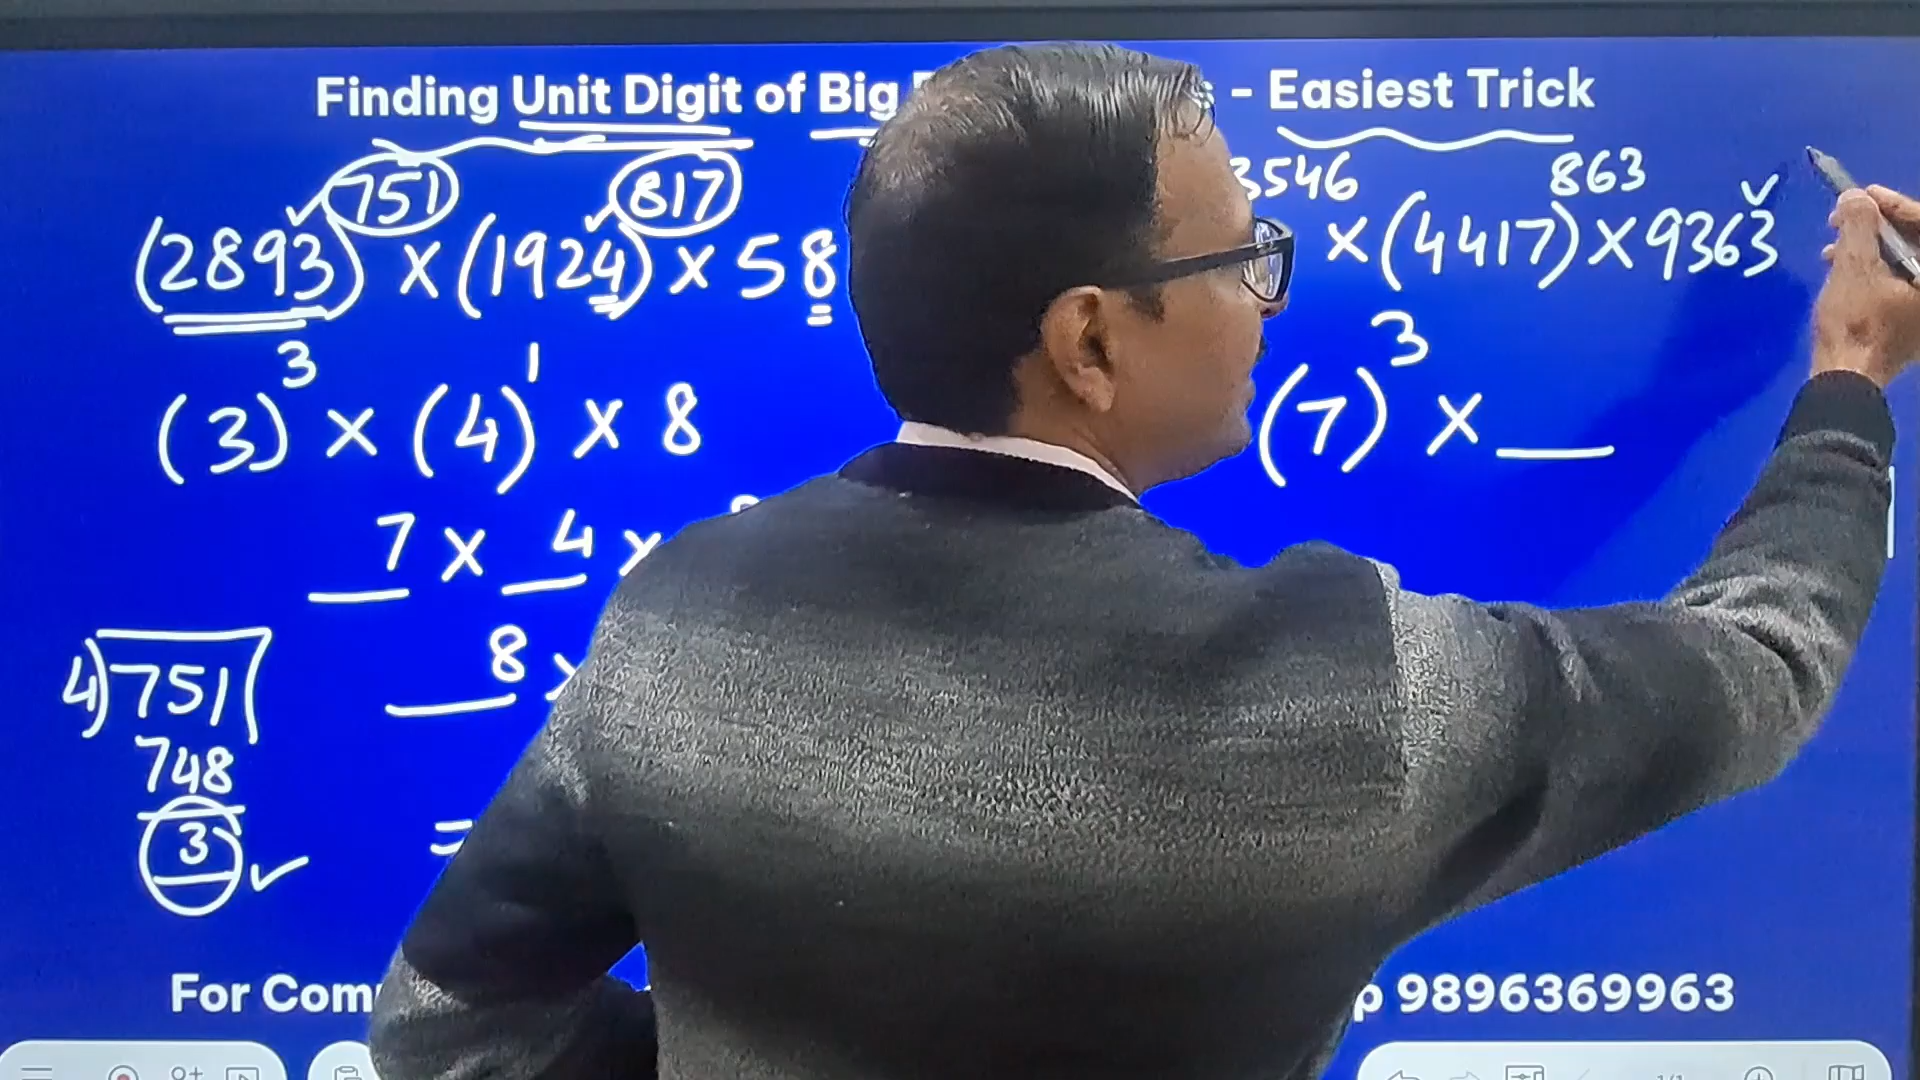 Finding Unit Digit of Big - Easiest Trick
(2893)^751 × (1924)^817 × 58 3546 × (4417)^863 × 9363
(3)^3 × (4)^1 × 8 (7)^3 ×
7 × 4 ×
8 ×
4)751
748
3
=
For Com 9896369963